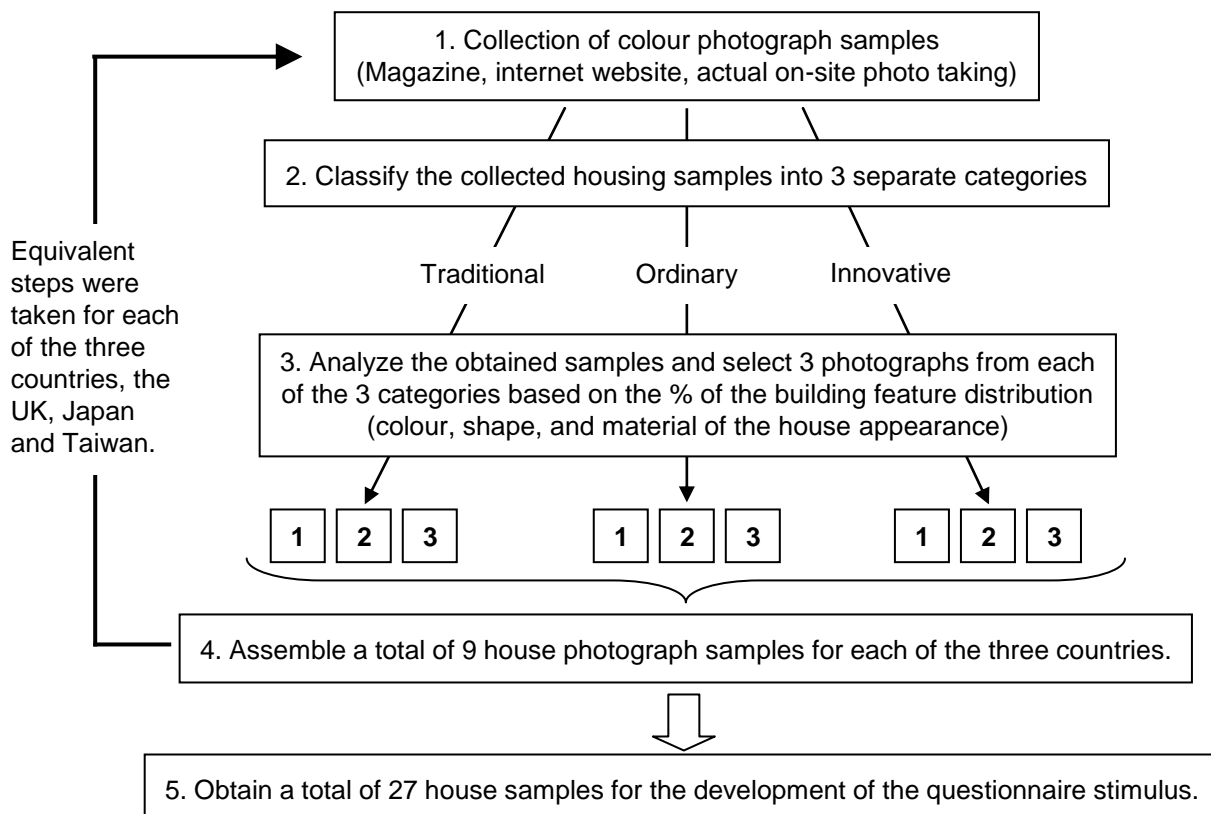 1. Collection of colour photograph samples
(Magazine, internet website, actual on-site photo taking)
2. Classify the collected housing samples into 3 separate categories
Equivalent
steps were
taken for each
of the three
countries, the
UK, Japan
and Taiwan.
Traditional
Ordinary
Innovative
3. Analyze the obtained samples and select 3 photographs from each
of the 3 categories based on the % of the building feature distribution
(colour, shape, and material of the house appearance)
1 2 3
1 2 3
1 2 3
4. Assemble a total of 9 house photograph samples for each of the three countries.
5. Obtain a total of 27 house samples for the development of the questionnaire stimulus.